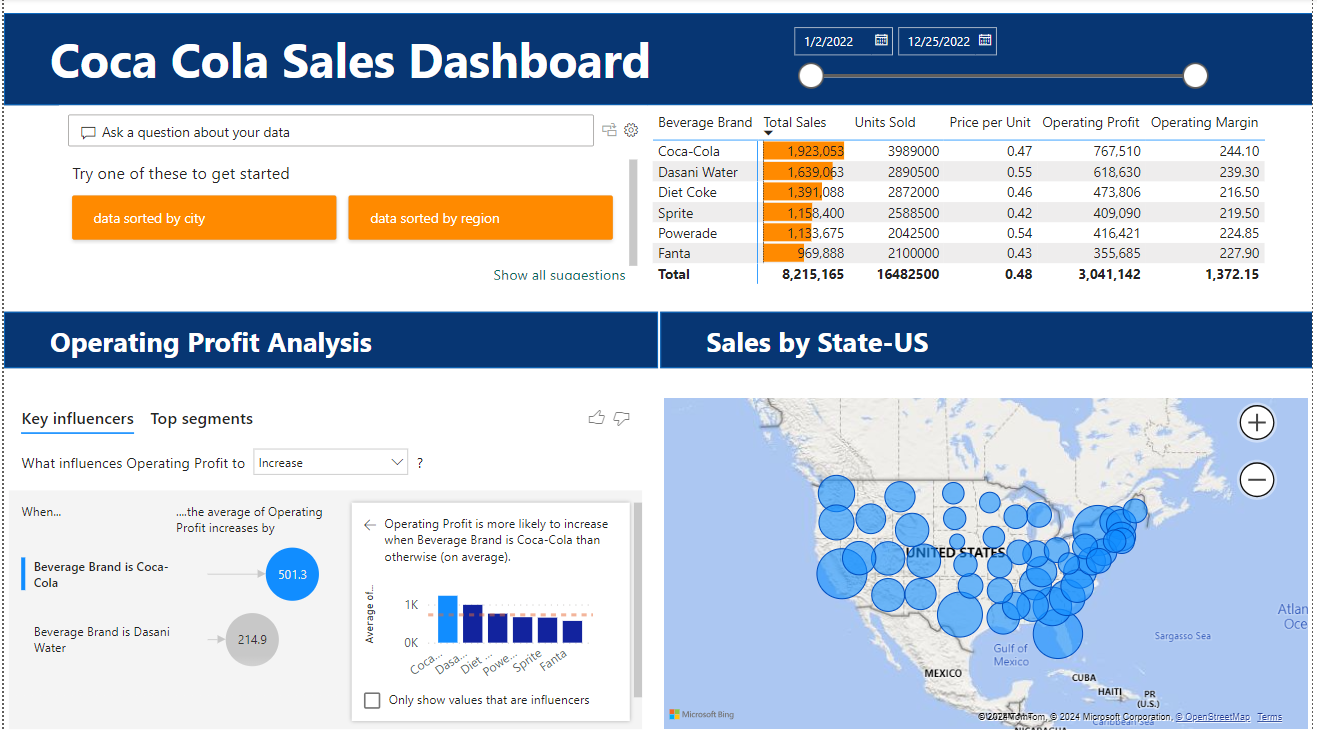 Coca Cola Sales Dashboard
1/2/2022
12/25/2022
Ask a question about your data
Try one of these to get started
data sorted by city
data sorted by region
Show all suggestions
Beverage Brand Total Sales Units Sold Price per Unit Operating Profit Operating Margin
Coca-Cola 1,923,053 3989000 0.47 767,510 244.10
Dasani Water 1,639,063 2890500 0.55 618,630 239.30
Diet Coke 1,391,088 2872000 0.46 473,806 216.50
Sprite 1,158,400 2588500 0.42 409,090 219.50
Powerade 1,133,675 2042500 0.54 416,421 224.85
Fanta 969,888 2100000 0.43 355,685 227.90
Total 8,215,165 16482500 0.48 3,041,142 1,372.15
Operating Profit Analysis
Key influencers Top segments
What influences Operating Profit to Increase ?
When...
....the average of Operating
Profit increases by
Beverage Brand is Coca-
Cola
501.3
Beverage Brand is Dasani
Water
214.9
Operating Profit is more likely to increase
when Beverage Brand is Coca-Cola than
otherwise (on average).
Average of...
1K
0K
Coca...
Dasa...
Diet ...
Powe...
Sprite
Fanta
Only show values that are influencers
Sales by State-US
UNITED STATES
Atlan
Oce
Sargasso Sea
Gulf of
Mexico
MEXICO
CUBA
HAITI
PR
(U.S.)
Caribbean Sea
NICARAGUA
Microsoft Bing
TomTom, © 2024 Microsoft Corporation, © OpenStreetMap Terms